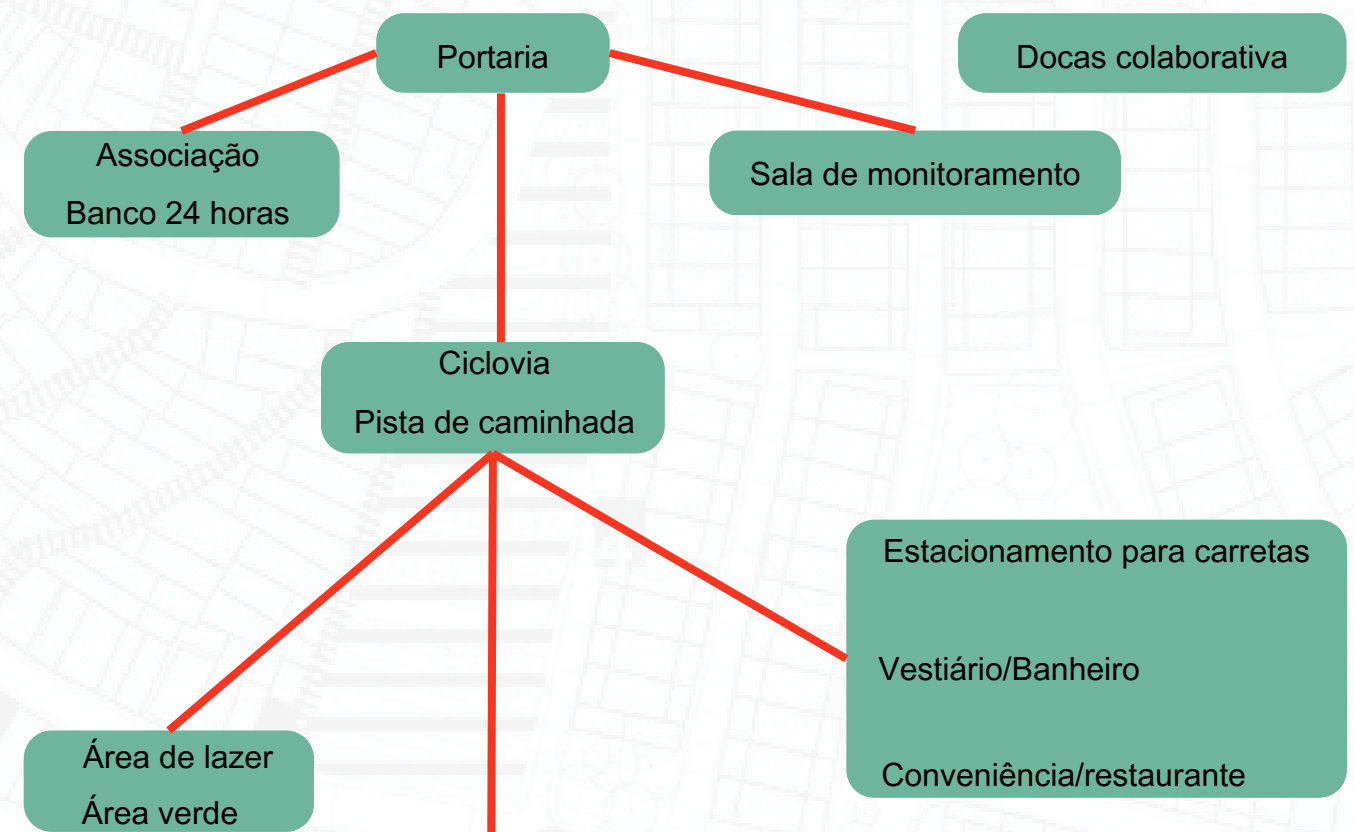 Portaria
Docas colaborativa
Associação
Banco 24 horas
Sala de monitoramento
Ciclovia
Pista de caminhada
4
Estacionamento para carretas
Vestiário/Banheiro
Conveniência/restaurante
Área de lazer
Área verde